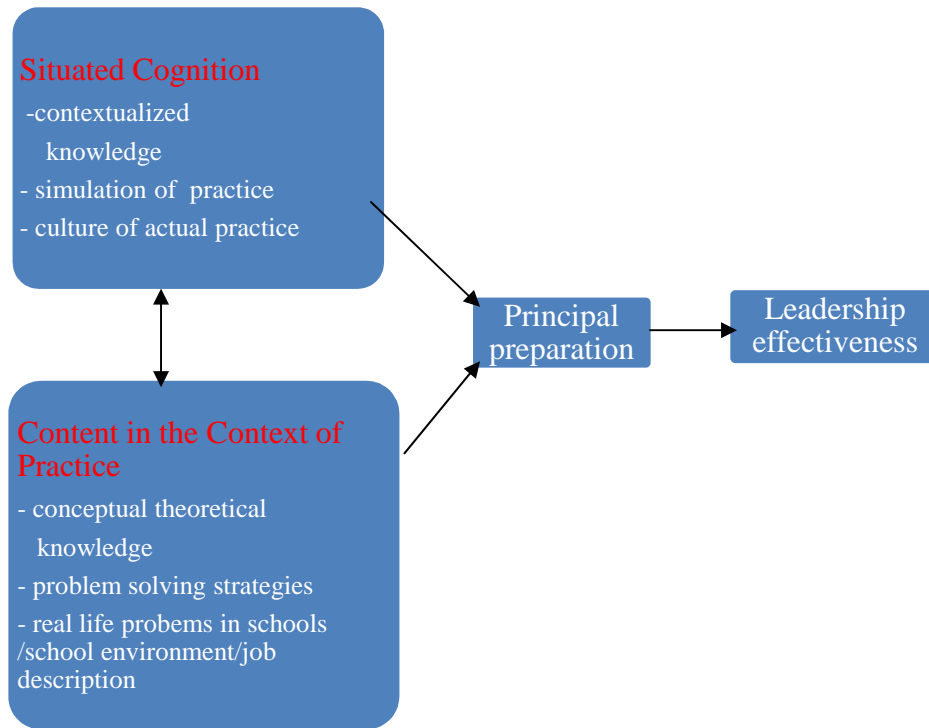 Situated Cognition
-contextualized
knowledge
- simulation of practice
- culture of actual practice
Content in the Context of
Practice
- conceptual theoretical
knowledge
- problem solving strategies
- real life probems in schools
/school environment/job
description
Principal
preparation
Leadership
effectiveness